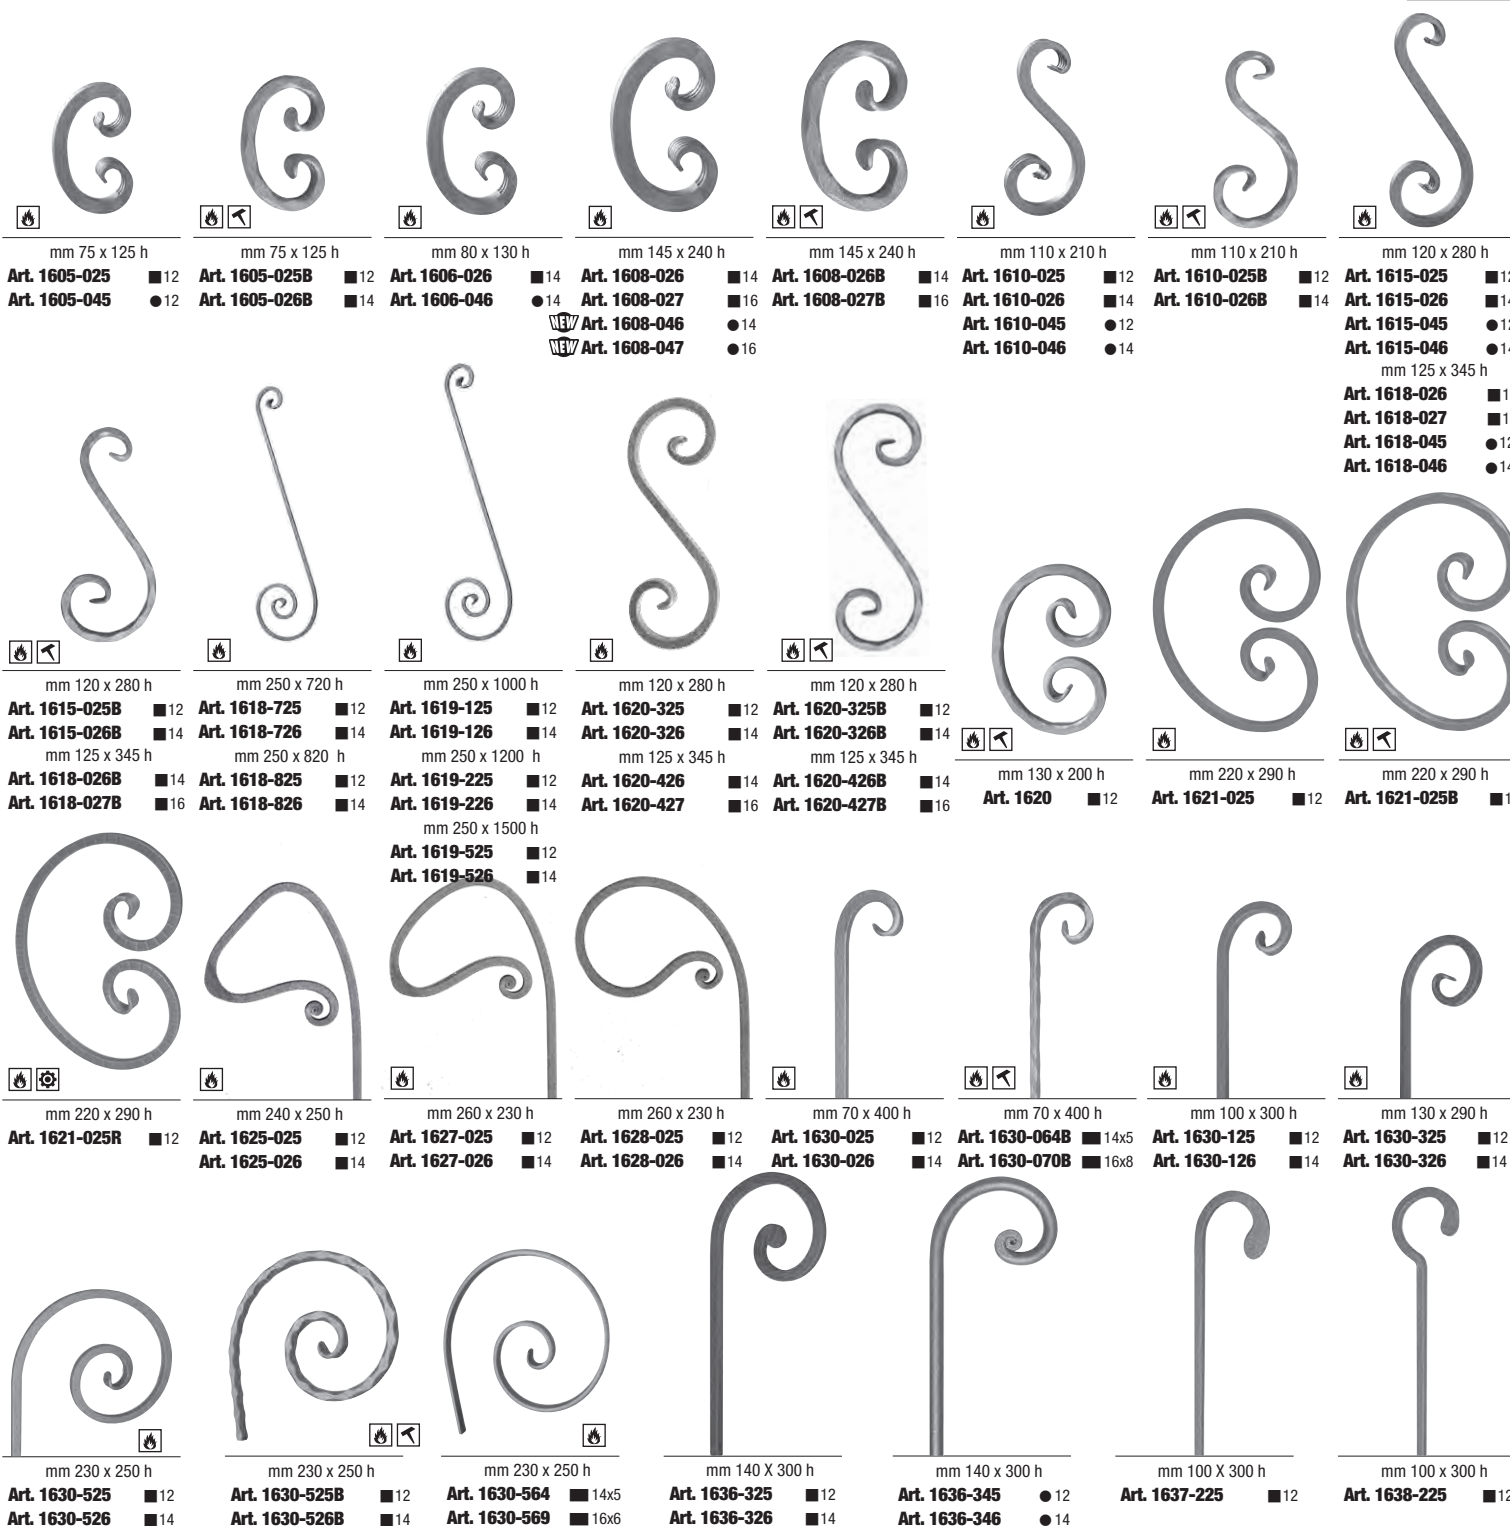 mm 75 x 125 h
Art. 1605-025 ■12
Art. 1605-045 ●12
mm 75 x 125 h
Art. 1605-025B ■12
Art. 1605-026B ■14
mm 80 x 130 h
Art. 1606-026 ■14
Art. 1606-046 ●14
mm 145 x 240 h
Art. 1608-026 ■14
Art. 1608-027 ■16
NEW Art. 1608-046 ●14
NEW Art. 1608-047 ●16
mm 145 x 240 h
Art. 1608-026B ■14
Art. 1608-027B ■16
mm 110 x 210 h
Art. 1610-025 ■12
Art. 1610-026 ■14
Art. 1610-045 ●12
Art. 1610-046 ●14
mm 110 x 210 h
Art. 1610-025B ■12
Art. 1610-026B ■14
mm 120 x 280 h
Art. 1615-025 ■12
Art. 1615-026 ■14
Art. 1615-045 ●12
Art. 1615-046 ●14
mm 125 x 345 h
Art. 1618-026 ■1
Art. 1618-027 ■1
Art. 1618-045 ●12
Art. 1618-046 ●14
mm 120 x 280 h
Art. 1615-025B ■12
Art. 1615-026B ■14
mm 125 x 345 h
Art. 1618-026B ■14
Art. 1618-027B ■16
mm 250 x 720 h
Art. 1618-725 ■12
Art. 1618-726 ■14
mm 250 x 820 h
Art. 1618-825 ■12
Art. 1618-826 ■14
mm 250 x 1000 h
Art. 1619-125 ■12
Art. 1619-126 ■14
mm 250 x 1200 h
Art. 1619-225 ■12
Art. 1619-226 ■14
mm 250 x 1500 h
Art. 1619-525 ■12
Art. 1619-526 ■14
mm 120 x 280 h
Art. 1620-325 ■12
Art. 1620-326 ■14
mm 125 x 345 h
Art. 1620-426 ■14
Art. 1620-427 ■16
mm 120 x 280 h
Art. 1620-325B ■12
Art. 1620-326B ■14
mm 125 x 345 h
Art. 1620-426B ■14
Art. 1620-427B ■16
mm 130 x 200 h
Art. 1620 ■12
mm 220 x 290 h
Art. 1621-025 ■12
mm 220 x 290 h
Art. 1621-025B ■1
mm 220 x 290 h
Art. 1621-025R ■12
mm 240 x 250 h
Art. 1625-025 ■12
Art. 1625-026 ■14
mm 260 x 230 h
Art. 1627-025 ■12
Art. 1627-026 ■14
mm 260 x 230 h
Art. 1628-025 ■12
Art. 1628-026 ■14
mm 70 x 400 h
Art. 1630-025 ■12
Art. 1630-026 ■14
mm 70 x 400 h
Art. 1630-064B ■ 14x5
Art. 1630-070B ■ 16x8
mm 100 x 300 h
Art. 1630-125 ■12
Art. 1630-126 ■14
mm 130 x 290 h
Art. 1630-325 ■12
Art. 1630-326 ■14
mm 230 x 250 h
Art. 1630-525 ■12
Art. 1630-526 ■14
mm 230 x 250 h
Art. 1630-525B ■12
Art. 1630-526B ■14
mm 230 x 250 h
Art. 1630-564 ■ 14x5
Art. 1630-569 ■ 16x6
mm 140 X 300 h
Art. 1636-325 ■12
Art. 1636-326 ■14
mm 140 x 300 h
Art. 1636-345 ●12
Art. 1636-346 ●14
mm 100 X 300 h
Art. 1637-225 ■12
mm 100 x 300 h
Art. 1638-225 ■12